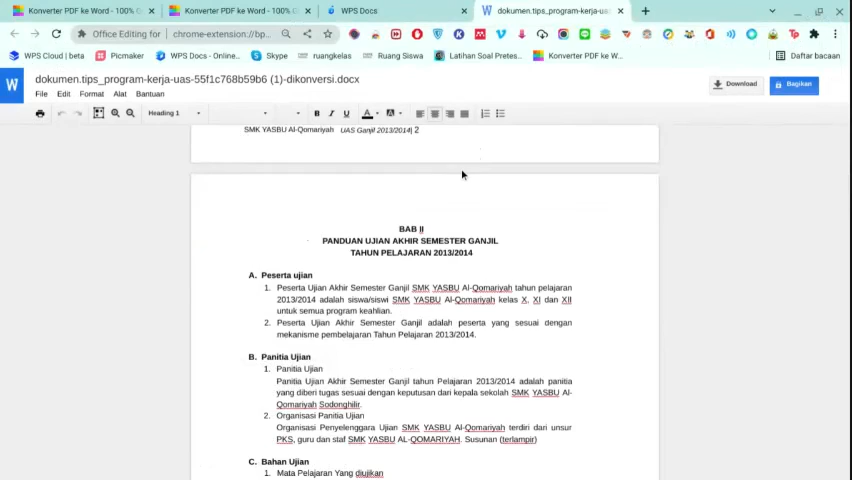 Konverter PDF ke Word - 100% G
Konverter PDF ke Word - 100% G
WPS Docs
dokumen.tips_program-kerja-uas-
Office Editing for
chrome-extension://bp...
WPS Cloud | beta
Picmaker
WPS Docs - Online...
Skype
ruangkelas
Ruang Siswa
Latihan Soal Pretes...
Konverter PDF ke W...
Daftar bacaan
W
dokumen.tips_program-kerja-uas-55f1c768b59b6 (1)-dikonversi.docx
File Edit Format Alat Bantuan
Download
Bagikan
Heading 1
B I U A A
SMK YASBU Al-Qomariyah UAS Ganjil 2013/2014| 2
BAB II
PANDUAN UJIAN AKHIR SEMESTER GANJIL
TAHUN PELAJARAN 2013/2014
A. Peserta ujian
1. Peserta Ujian Akhir Semester Ganjil SMK YASBU Al-Qomariyah tahun pelajaran
2013/2014 adalah siswa/siswi SMK YASBU Al-Qomariyah kelas X, XI dan XII
untuk semua program keahlian.
2. Peserta Ujian Akhir Semester Ganjil adalah peserta yang sesuai dengan
mekanisme pembelajaran Tahun Pelajaran 2013/2014.
B. Panitia Ujian
1. Panitia Ujian
Panitia Ujian Akhir Semester Ganjil tahun Pelajaran 2013/2014 adalah panitia
yang diberi tugas sesuai dengan keputusan dari kepala sekolah SMK YASBU Al-
Qomariyah Sodonghilir.
2. Organisasi Panitia Ujian
Organisasi Penyelenggara Ujian SMK YASBU Al-Qomariyah terdiri dari unsur
PKS, guru dan staf SMK YASBU AL-QOMARIYAH. Susunan (terlampir)
C. Bahan Ujian
1. Mata Pelajaran Yang diujikan